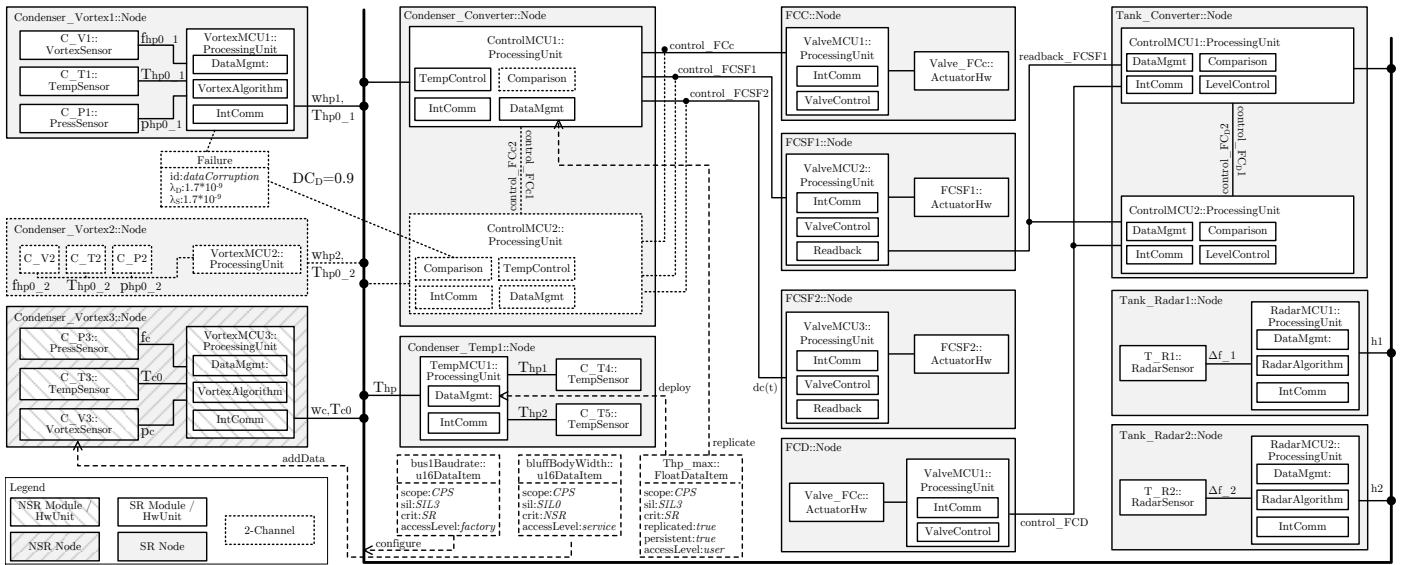 Condenser_Vortex1::Node
C_V1::
VortexSensor
C_T1::
TempSensor
C_P1::
PressSensor
fhp0_1
Thp0_1
php0_1
VortexMCU1::
ProcessingUnit
DataMgmt:
VortexAlgorithm
IntComm
whp1,
Thp0_1
Failure
id:dataCorruption
λD:1.7*10-9
λS:1.7*10-9
DCD=0.9
Condenser_Vortex2::Node
C_V2
C_T2
C_P2
fhp0_2
Thp0_2
php0_2
VortexMCU2::
ProcessingUnit
whp2,
Thp0_2
Condenser_Vortex3::Node
C_P3::
PressSensor
C_T3::
TempSensor
C_V3::
VortexSensor
fc
Tc0
pc
VortexMCU3::
ProcessingUnit
DataMgmt:
VortexAlgorithm
IntComm
wc,Tc0
addData
Legend
NSR Module /
HwUnit
SR Module /
HwUnit
NSR Node
SR Node
2-Channel
Condenser_Converter::Node
ControlMCU1::
ProcessingUnit
TempControl
Comparison
IntComm
DataMgmt
control_FCc2
control_FCc1
ControlMCU2::
ProcessingUnit
Comparison
TempControl
IntComm
DataMgmt
control_FCc
control_FCSF1
control_FCSF2
Condenser_Temp1::Node
Thp
TempMCU1::
ProcessingUnit
DataMgmt:
IntComm
Thp1
Thp2
C_T4::
TempSensor
C_T5::
TempSensor
deploy
replicate
dc(t)
bus1Baudrate::
u16DataItem
scope:CPS
sil:SIL3
crit:SR
accessLevel:factory
configure
bluffBodyWidth::
u16DataItem
scope:CPS
sil:SIL0
crit:NSR
accessLevel:service
Thp_max::
FloatDataItem
scope:CPS
sil:SIL3
crit:SR
replicated:true
persistent:true
accessLevel:user
FCC::Node
ValveMCU1::
ProcessingUnit
IntComm
ValveControl
Valve_FCc::
ActuatorHw
FCSF1::Node
ValveMCU2::
ProcessingUnit
IntComm
ValveControl
Readback
FCSF1::
ActuatorHw
FCSF2::Node
ValveMCU3::
ProcessingUnit
IntComm
ValveControl
Readback
FCSF2::
ActuatorHw
FCD::Node
Valve_FCc::
ActuatorHw
ValveMCU1::
ProcessingUnit
IntComm
ValveControl
control_FCD
readback_FCSF1
Tank_Converter::Node
ControlMCU1::ProcessingUnit
DataMgmt
Comparison
IntComm
LevelControl
control_FCD2
control_FCD1
ControlMCU2::ProcessingUnit
DataMgmt
Comparison
IntComm
LevelControl
Tank_Radar1::Node
T_R1::
RadarSensor
Δf_1
RadarMCU1::
ProcessingUnit
DataMgmt:
RadarAlgorithm
IntComm
h1
Tank_Radar2::Node
T_R2::
RadarSensor
Δf_2
RadarMCU2::
ProcessingUnit
DataMgmt:
RadarAlgorithm
IntComm
h2